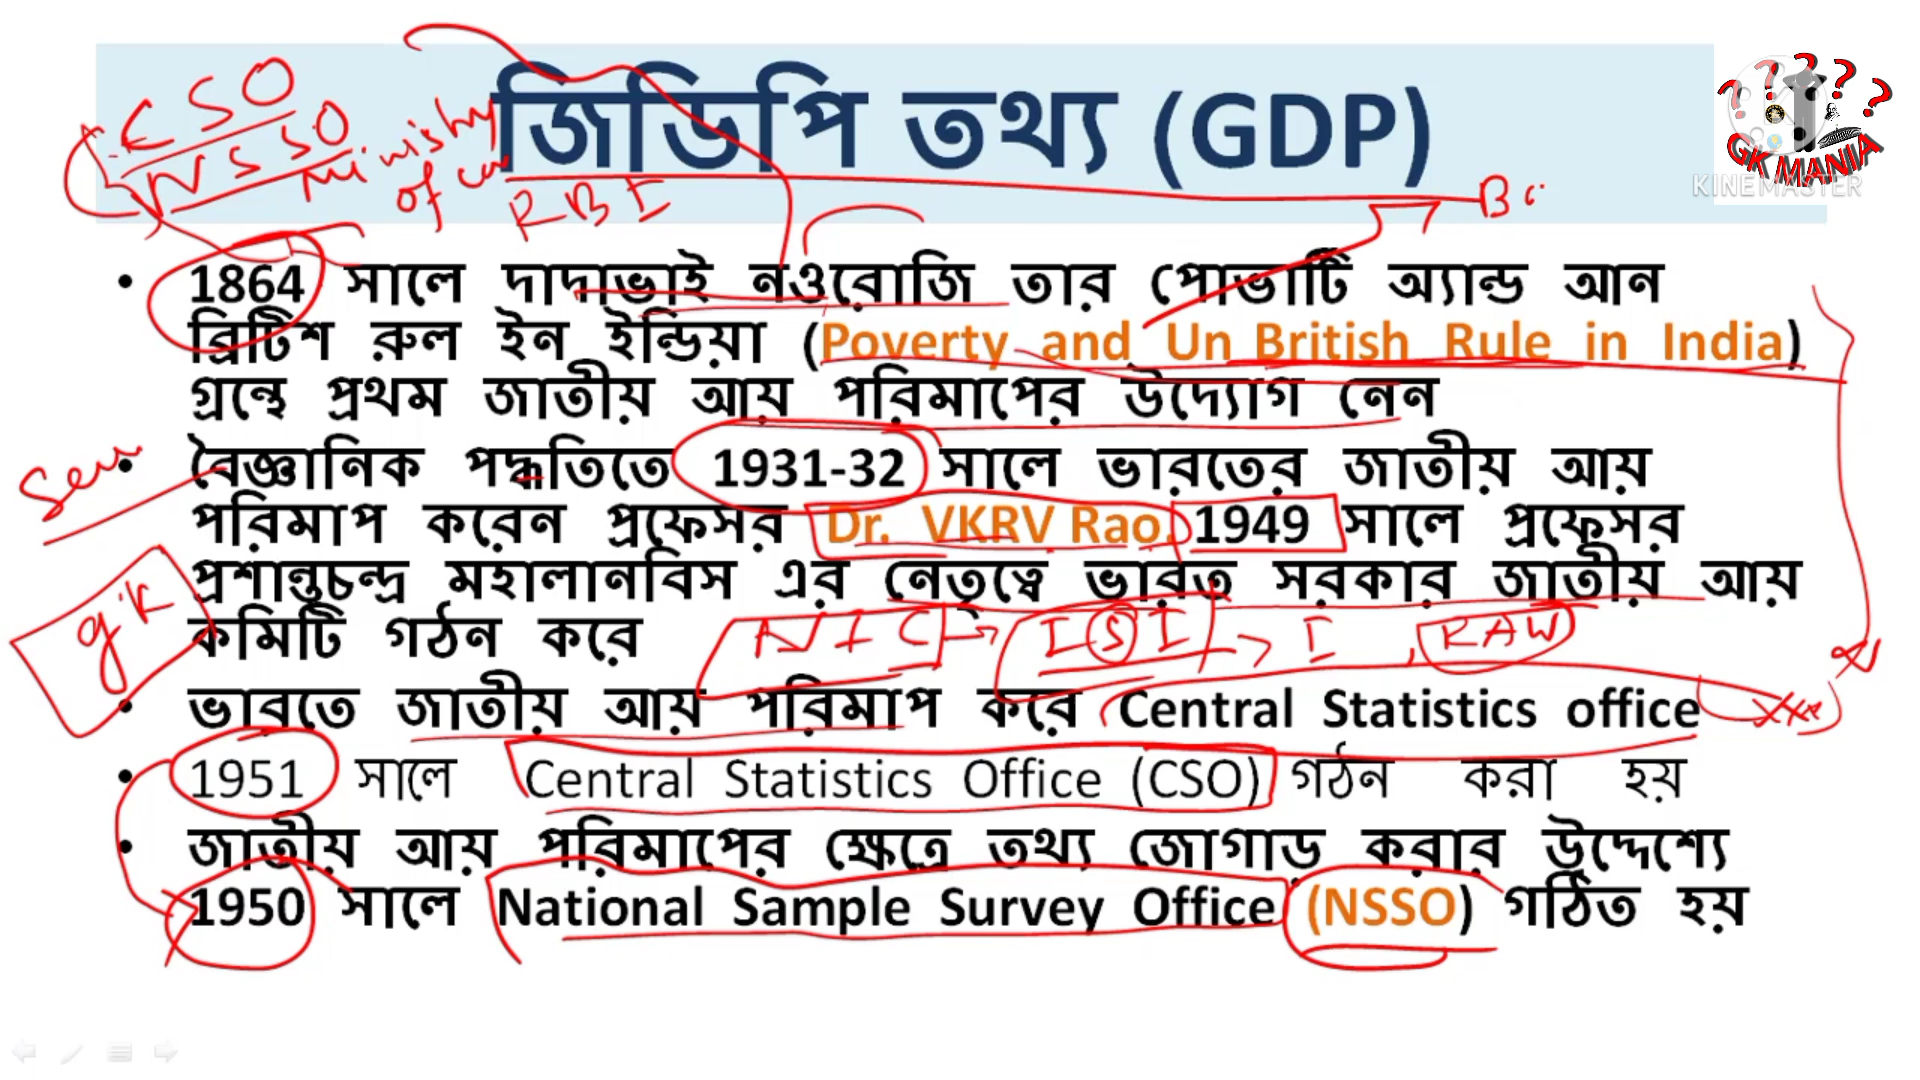 জিডিপি তথ্য (GDP)
CSO
NSSO
Ministry
of
RBI
GK MANIA
KINEMASTER
• 1864 সালে দাদাভাই নওরোজি তার পোভার্টি অ্যান্ড আন
ব্রিটিশ রুল ইন ইন্ডিয়া (Poverty and Un British Rule in India)
গ্রন্থে প্রথম জাতীয় আয় পরিমাপের উদ্যোগ নেন
• বৈজ্ঞানিক পদ্ধতিতে 1931-32 সালে ভারতের জাতীয় আয়
পরিমাপ করেন প্রফেসর Dr. VKRV Rao. 1949 সালে প্রফেসর
প্রশান্তচন্দ্র মহালানবিস এর নেতৃত্বে ভারত সরকার জাতীয় আয়
কমিটি গঠন করে
gk
NIC ISI I , RAW
• ভারতে জাতীয় আয় পরিমাপ করে Central Statistics office
• 1951 সালে Central Statistics Office (CSO) গঠন করা হয়
• জাতীয় আয় পরিমাপের ক্ষেত্রে তথ্য জোগাড় করার উদ্দেশ্যে
1950 সালে National Sample Survey Office (NSSO) গঠিত হয়